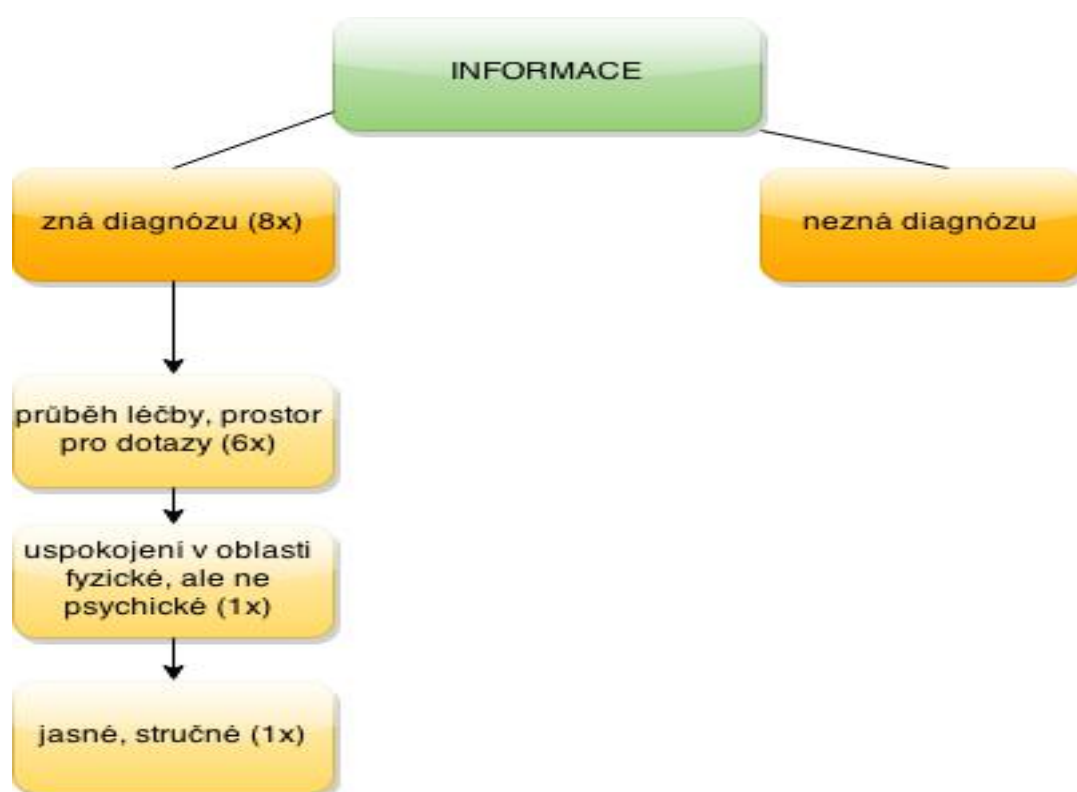 INFORMACE
zná diagnózu (8x)
nezná diagnózu
průběh léčby, prostor
pro dotazy (6x)
uspokojení v oblasti
fyzické, ale ne
psychické (1x)
jasné, stručné (1x)